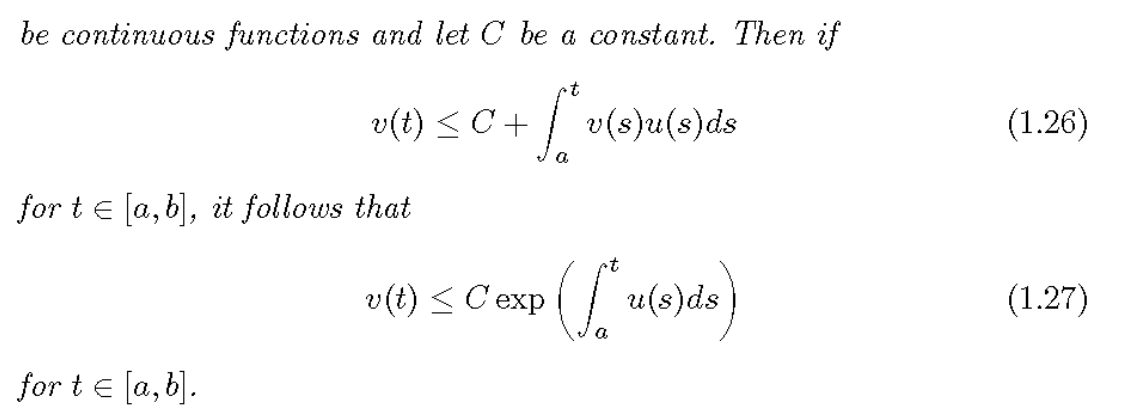 be continuous functions and let C be a constant. Then if
v(t) ≤ C + ∫_a^t v(s)u(s)ds (1.26)
for t ∈ [a, b], it follows that
v(t) ≤ C exp (∫_a^t u(s)ds) (1.27)
for t ∈ [a, b].